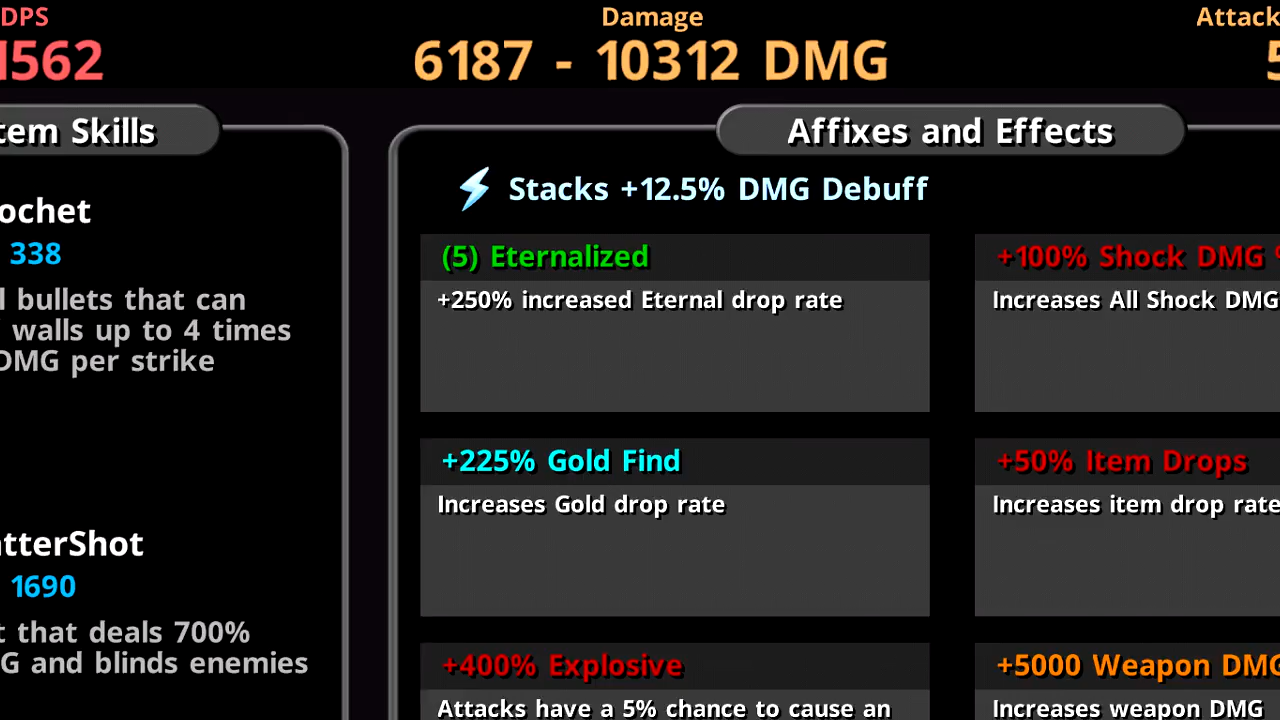 DPS
1562
Damage
6187 - 10312 DMG
Attack
5
tem Skills
ochet
338
l bullets that can
walls up to 4 times
DMG per strike
tterShot
1690
t that deals 700%
G and blinds enemies
Affixes and Effects
Stacks +12.5% DMG Debuff
(5) Eternalized
+250% increased Eternal drop rate
+100% Shock DMG %
Increases All Shock DMG
+225% Gold Find
Increases Gold drop rate
+50% Item Drops
Increases item drop rate
+400% Explosive
Attacks have a 5% chance to cause an
+5000 Weapon DMG
Increases weapon DMG